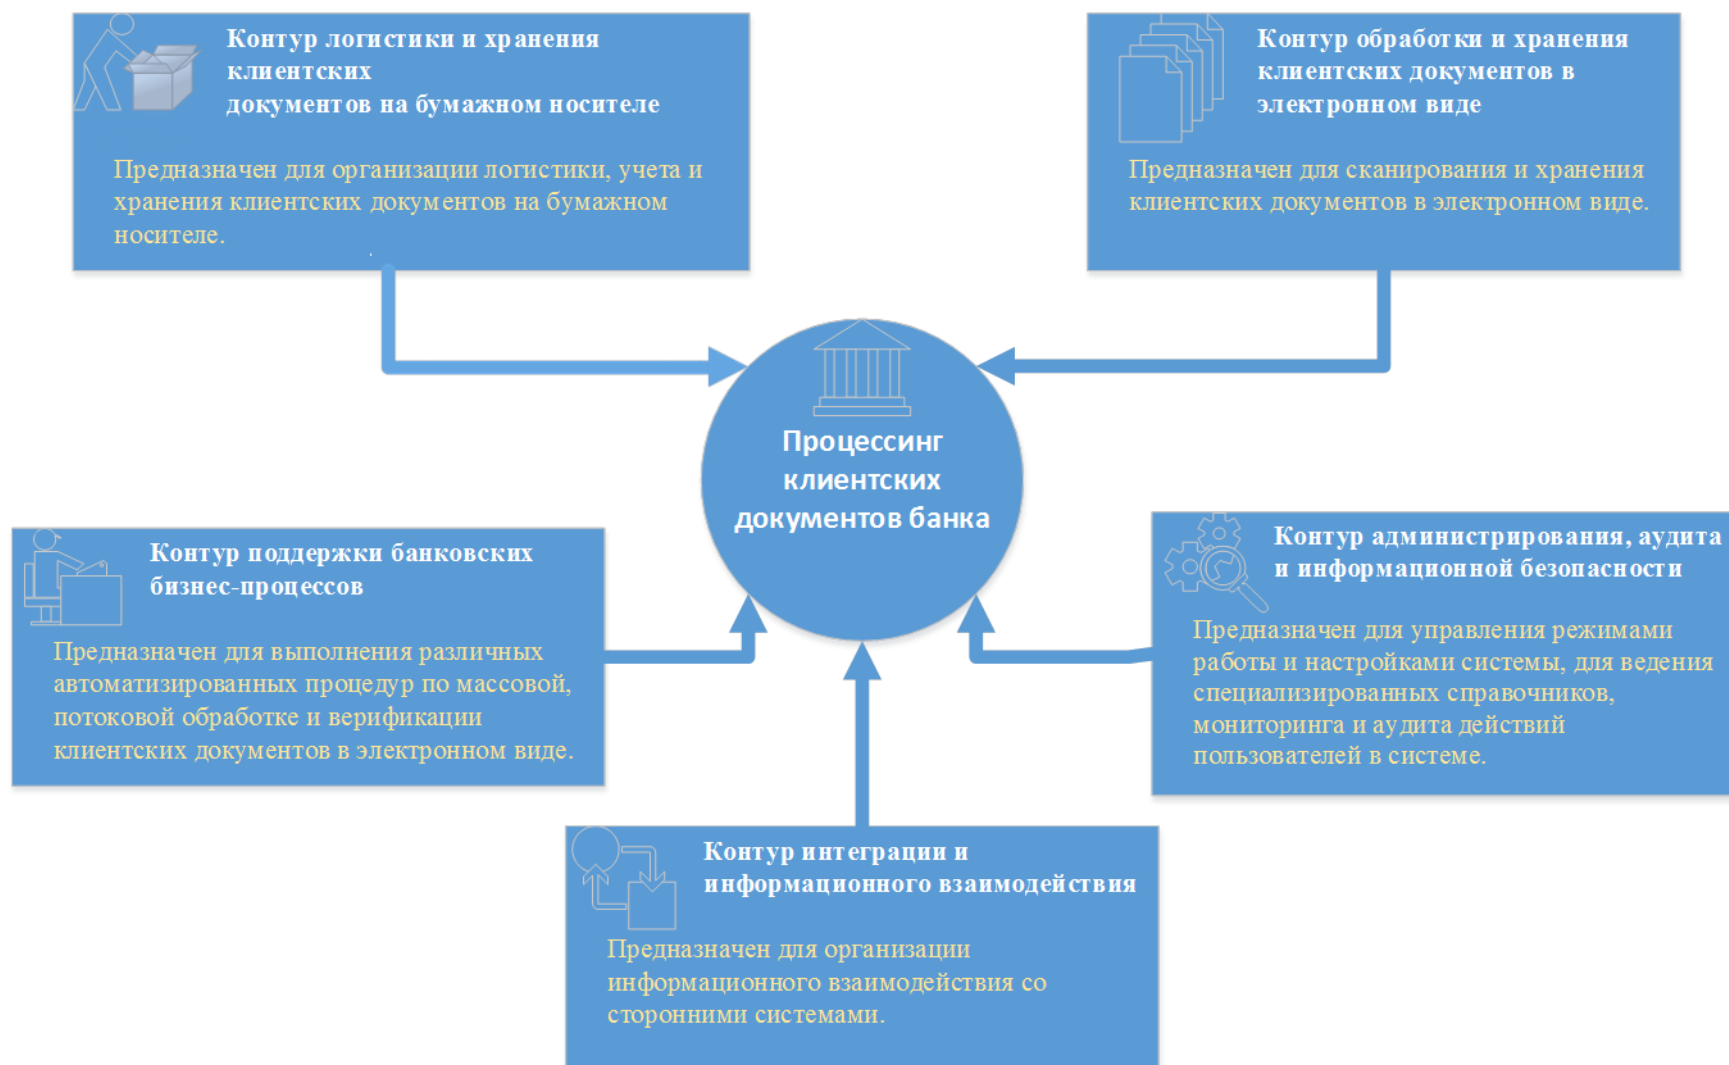 Контур логистики и хранения
клиентских
документов на бумажном носителе
Предназначен для организации логистики, учета и
хранения клиентских документов на бумажном
носителе.
Контур обработки и хранения
клиентских документов в
электронном виде
Предназначен для сканирования и хранения
клиентских документов в электронном виде.
Процессинг
клиентских
документов банка
Контур поддержки банковских
бизнес-процессов
Предназначен для выполнения различных
автоматизированных процедур по массовой,
потоковой обработке и верификации
клиентских документов в электронном виде.
Контур администрирования, аудита
и информационной безопасности
Предназначен для управления режимами
работы и настройками системы, для ведения
специализированных справочников,
мониторинга и аудита действий
пользователей в системе.
Контур интеграции и
информационного взаимодействия
Предназначен для организации
информационного взаимодействия со
сторонними системами.